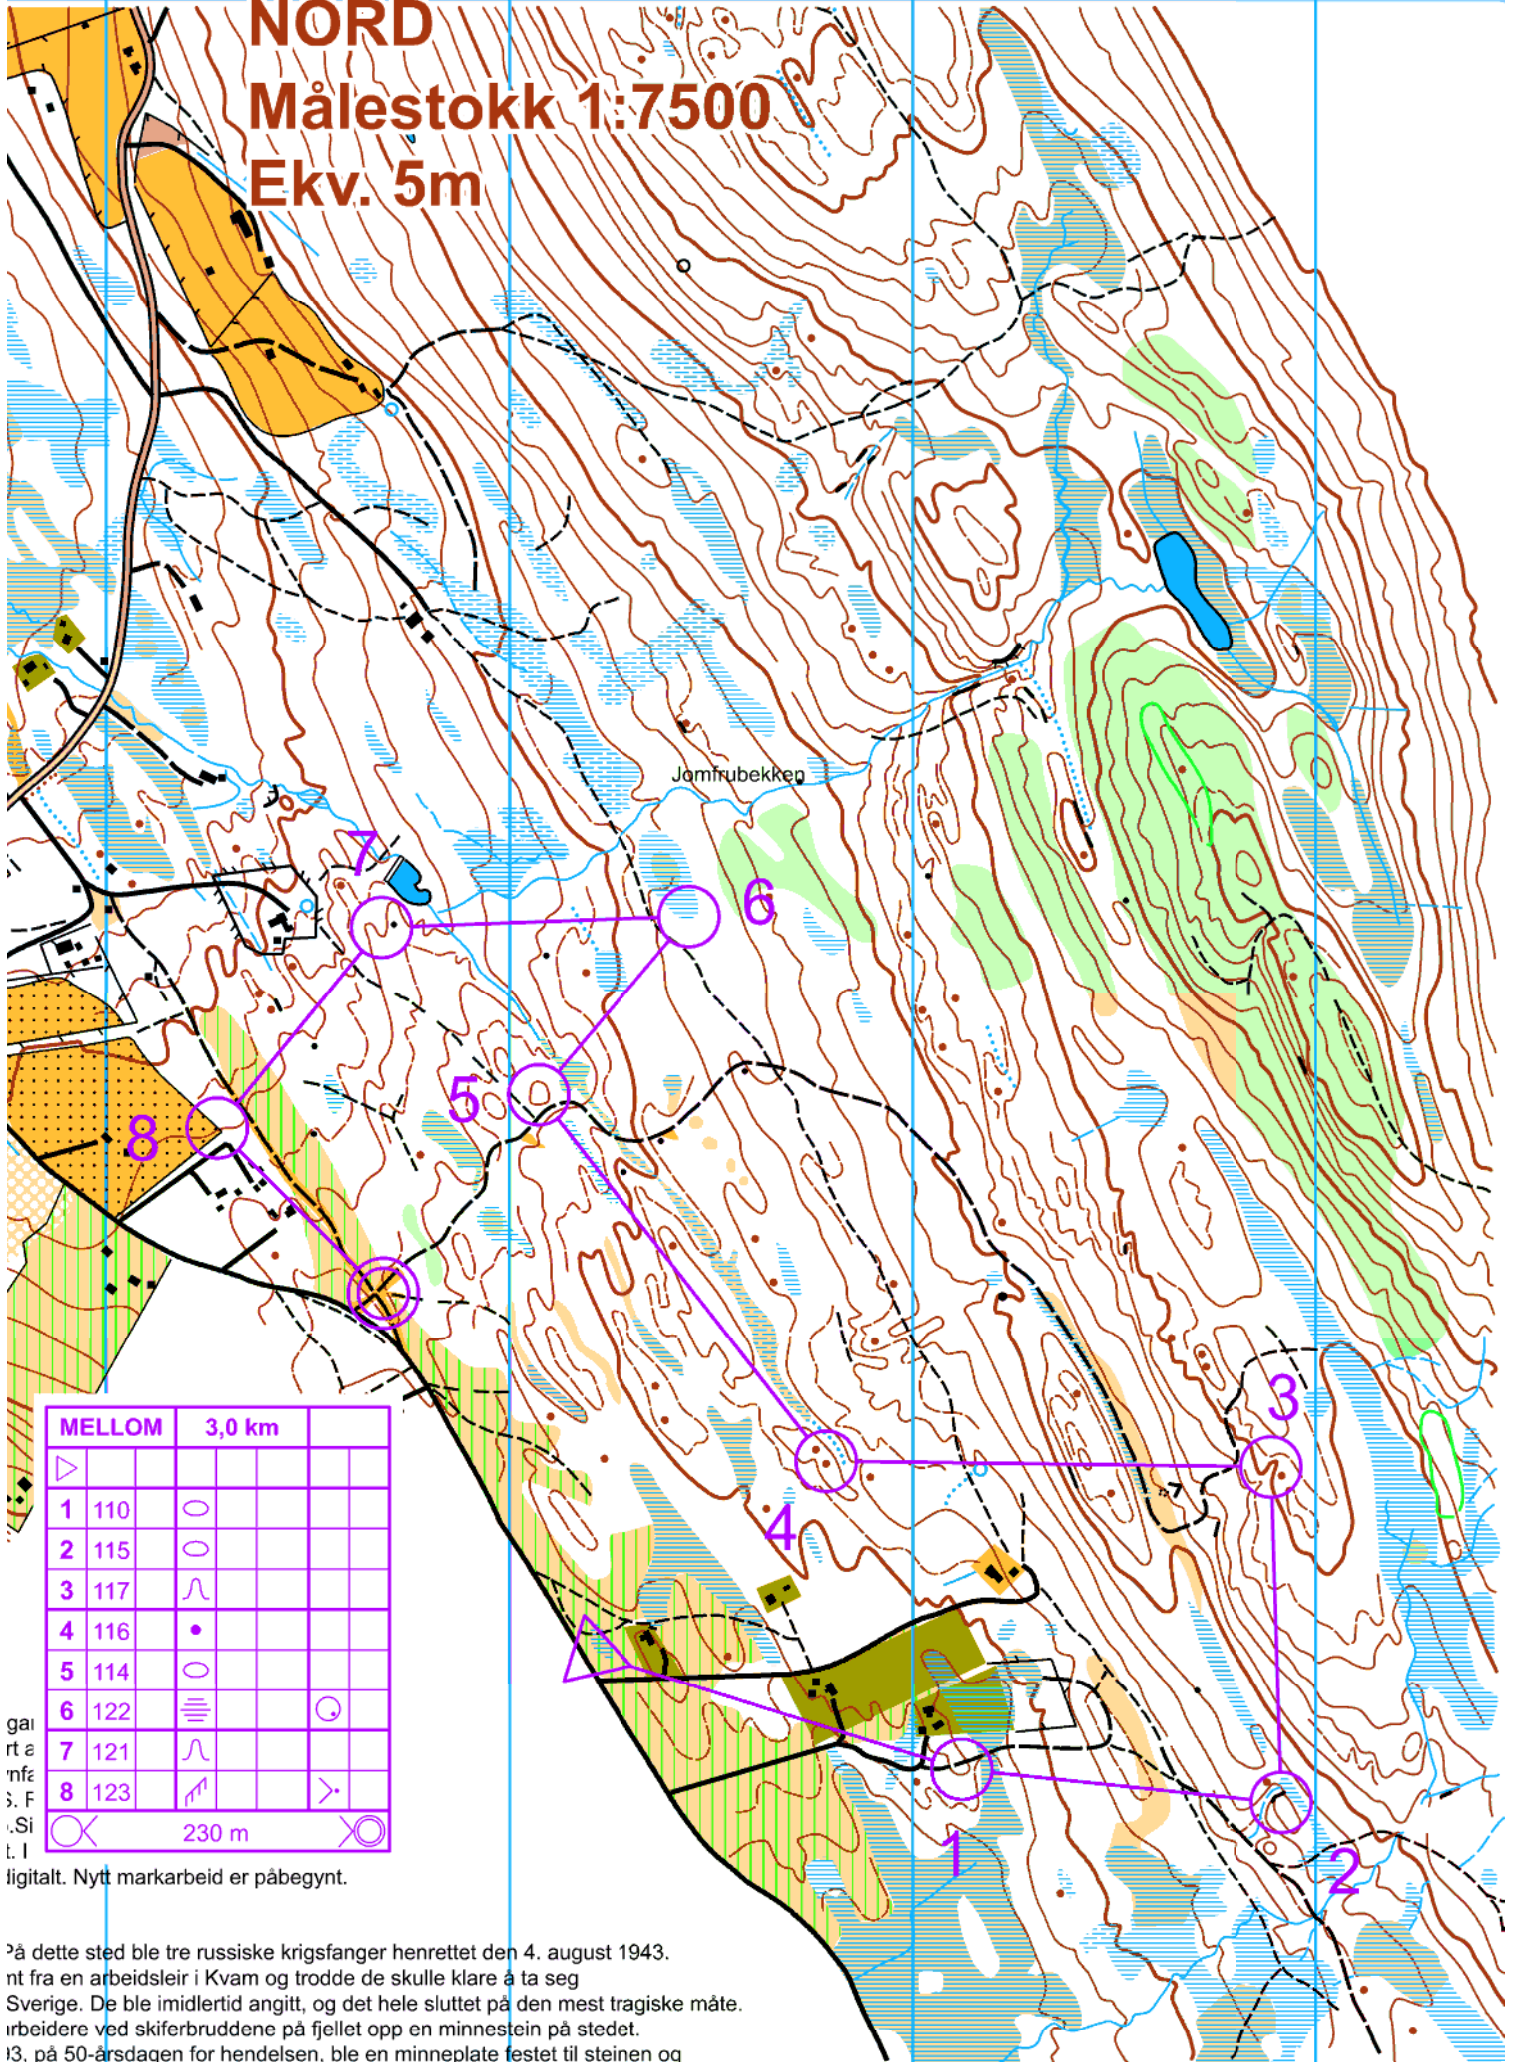 NORD
Målestokk 1:7500
Ekv. 5m
Jomfrubekken
7
6
5
8
3
4
1
2
MELLOM 3,0 km
1 110
2 115
3 117
4 116
5 114
6 122
7 121
8 123
230 m
digitalt. Nytt markarbeid er påbegynt.
På dette sted ble tre russiske krigsfanger henrettet den 4. august 1943.
nt fra en arbeidsleir i Kvam og trodde de skulle klare å ta seg
Sverige. De ble imidlertid angitt, og det hele sluttet på den mest tragiske måte.
arbeidere ved skiferbruddene på fjellet opp en minnestein på stedet.
93, på 50-årsdagen for hendelsen, ble en minneplate festet til steinen og